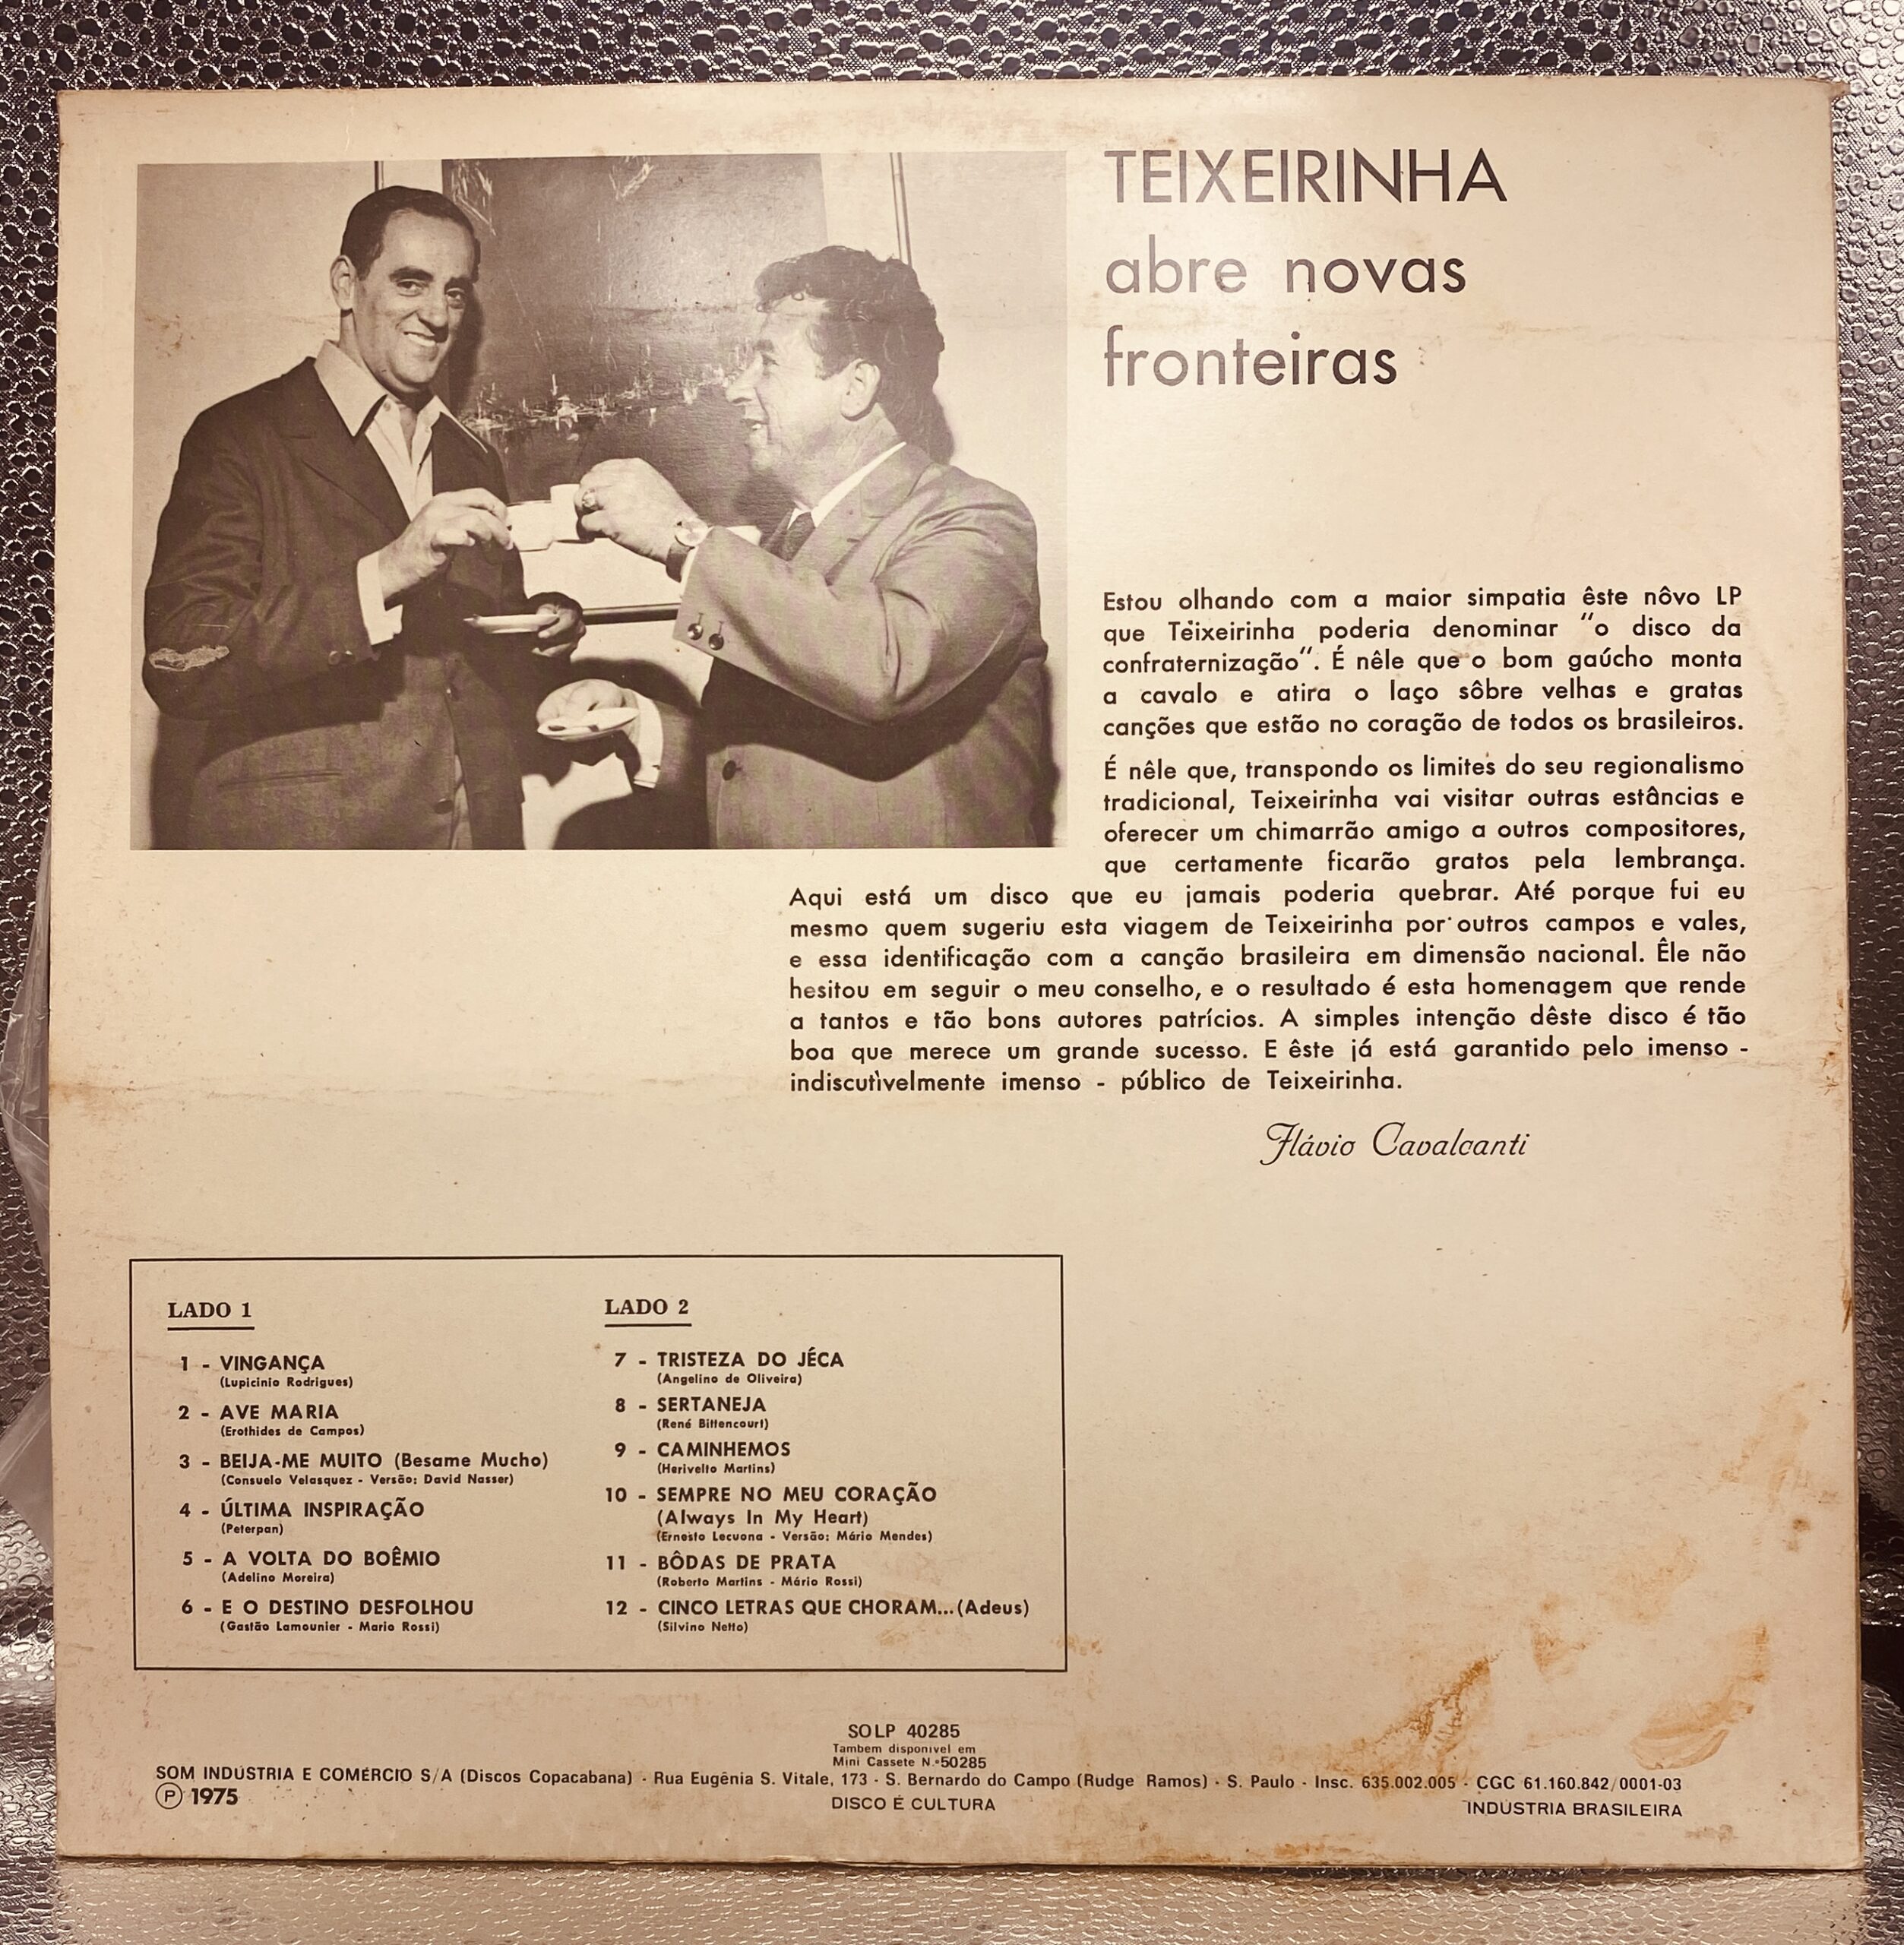 TEIXEIRINHA
abre novas
fronteiras
Estou olhando com a maior simpatia êste nôvo LP
que Teixeirinha poderia denominar "o disco da
confraternização". É nêle que o bom gaúcho monta
a cavalo e atira o laço sôbre velhas e gratas
canções que estão no coração de todos os brasileiros.
É nêle que, transpondo os limites do seu regionalismo
tradicional, Teixeirinha vai visitar outras estâncias e
oferecer um chimarrão amigo a outros compositores,
que certamente ficarão gratos pela lembrança.
Aqui está um disco que eu jamais poderia quebrar. Até porque fui eu
mesmo quem sugeriu esta viagem de Teixeirinha por outros campos e vales,
e essa identificação com a canção brasileira em dimensão nacional. Êle não
hesitou em seguir o meu conselho, e o resultado é esta homenagem que rende
a tantos e tão bons autores patrícios. A simples intenção dêste disco é tão
boa que merece um grande sucesso. E êste já está garantido pelo imenso -
indiscutìvelmente imenso - público de Teixeirinha.
Flávio Cavalcanti
LADO 1
1 - VINGANÇA
(Lupicinio Rodrigues)
2 - AVE MARIA
(Erothides de Campos)
3 - BEIJA-ME MUITO (Besame Mucho)
(Consuelo Velasquez - Versão: David Nasser)
4 - ÚLTIMA INSPIRAÇÃO
(Peterpan)
5 - A VOLTA DO BOÊMIO
(Adelino Moreira)
6 - E O DESTINO DESFOLHOU
(Gastão Lamounier - Mario Rossi)
LADO 2
7 - TRISTEZA DO JÉCA
(Angelino de Oliveira)
8 - SERTANEJA
(René Bittencourt)
9 - CAMINHEMOS
(Herivelto Martins)
10 - SEMPRE NO MEU CORAÇÃO
(Always In My Heart)
(Ernesto Lecuona - Versão: Mário Mendes)
11 - BÔDAS DE PRATA
(Roberto Martins - Mário Rossi)
12 - CINCO LETRAS QUE CHORAM...(Adeus)
(Silvino Netto)
SOLP 40285
Tambem disponivel em
Mini Cassete N.º50285
SOM INDÚSTRIA E COMÉRCIO S/A (Discos Copacabana) - Rua Eugênia S. Vitale, 173 - S. Bernardo do Campo (Rudge Ramos) - S. Paulo - Insc. 635.002.005 - CGC 61.160.842/0001-03
Ⓟ 1975
DISCO É CULTURA
INDÚSTRIA BRASILEIRA